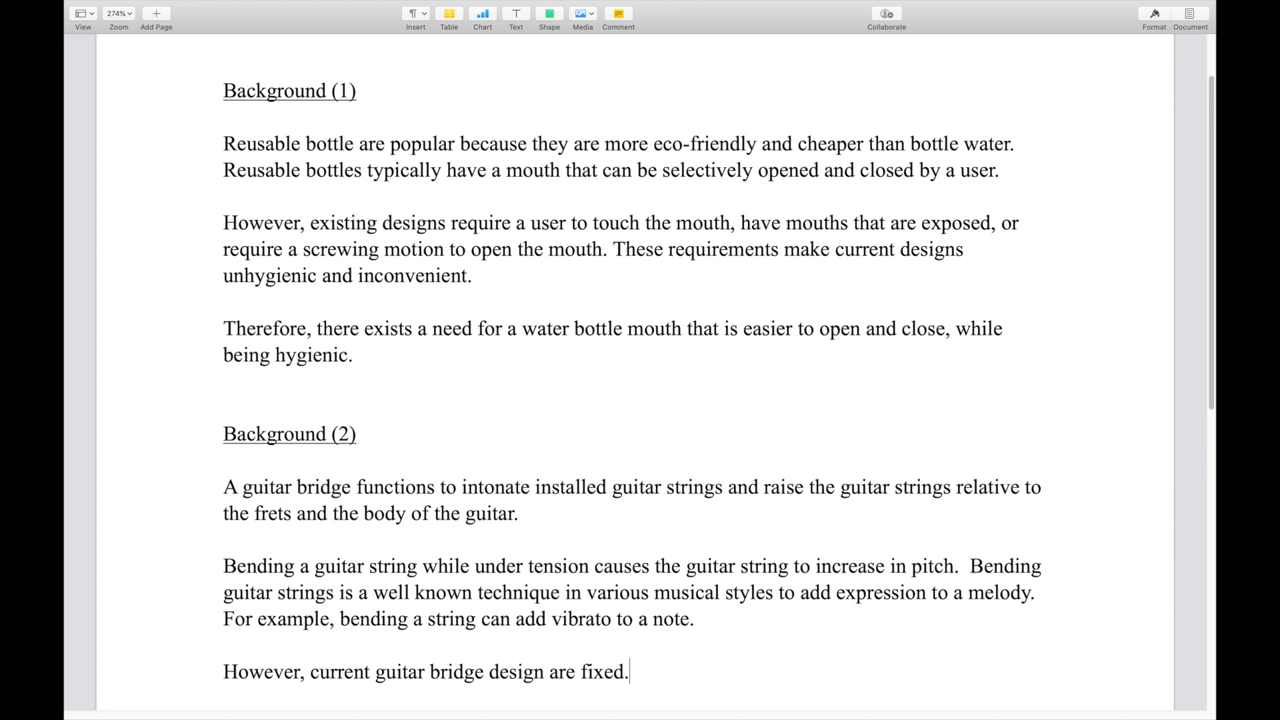 274%
View
Zoom
Add Page
Insert
Table
Chart
Text
Shape
Media
Comment
Collaborate
Format
Document
Background (1)
Reusable bottle are popular because they are more eco-friendly and cheaper than bottle water.
Reusable bottles typically have a mouth that can be selectively opened and closed by a user.
However, existing designs require a user to touch the mouth, have mouths that are exposed, or
require a screwing motion to open the mouth. These requirements make current designs
unhygienic and inconvenient.
Therefore, there exists a need for a water bottle mouth that is easier to open and close, while
being hygienic.
Background (2)
A guitar bridge functions to intonate installed guitar strings and raise the guitar strings relative to
the frets and the body of the guitar.
Bending a guitar string while under tension causes the guitar string to increase in pitch.  Bending
guitar strings is a well known technique in various musical styles to add expression to a melody.
For example, bending a string can add vibrato to a note.
However, current guitar bridge design are fixed.